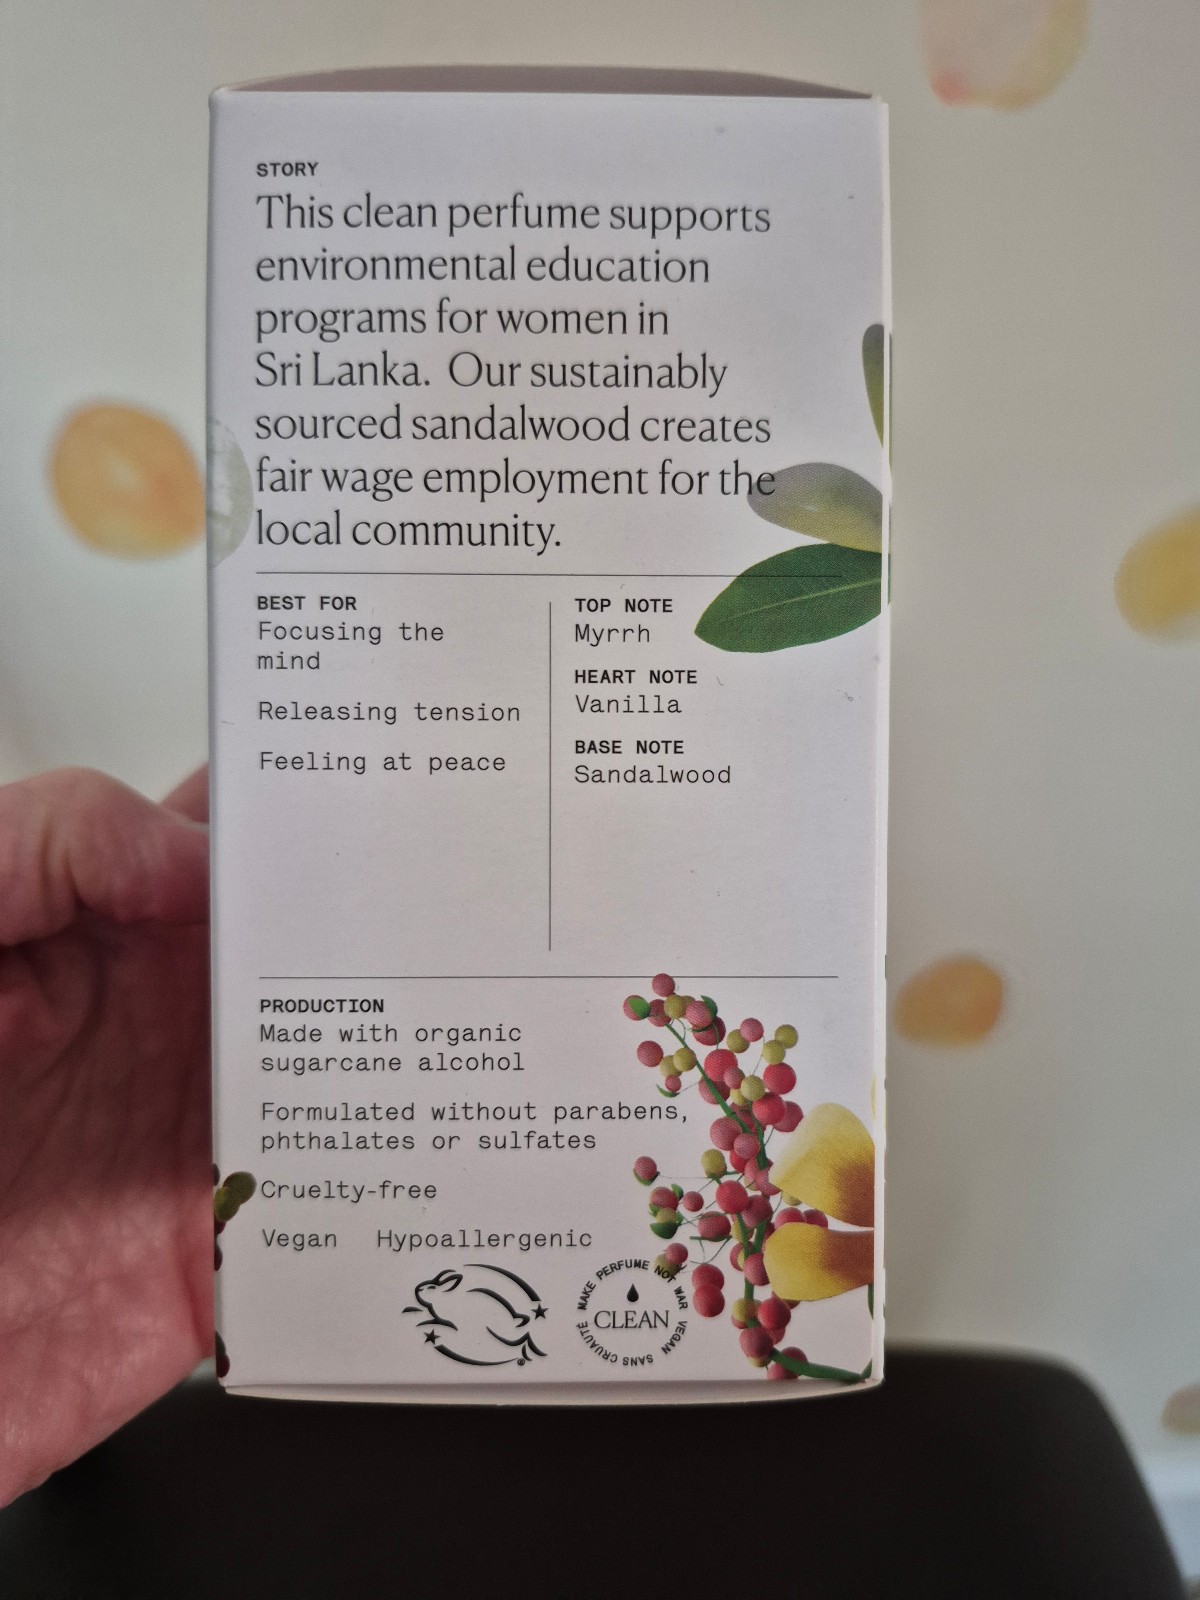 STORY
This clean perfume supports
environmental education
programs for women in
Sri Lanka. Our sustainably
sourced sandalwood creates
fair wage employment for the
local community.
BEST FOR
Focusing the
mind
Releasing tension
Feeling at peace
TOP NOTE
Myrrh
HEART NOTE
Vanilla
BASE NOTE
Sandalwood
PRODUCTION
Made with organic
sugarcane alcohol
Formulated without parabens,
phthalates or sulfates
Cruelty-free
Vegan Hypoallergenic
MAKE PERFUME NOT WAR VEGAN SANS CRUAUTÉ
CLEAN
®